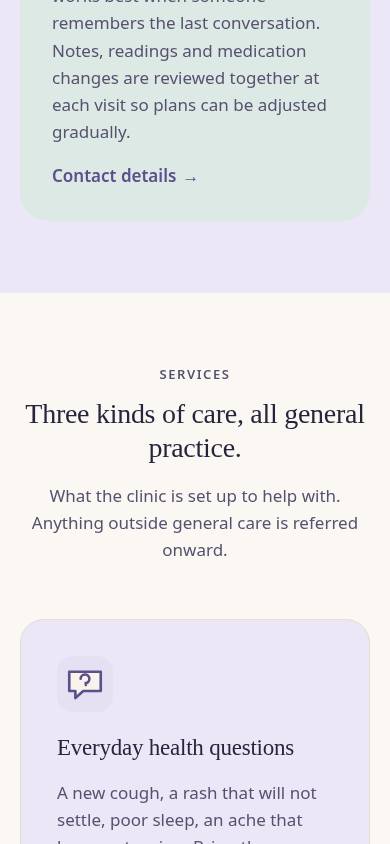 remembers the last conversation.
Notes, readings and medication
changes are reviewed together at
each visit so plans can be adjusted
gradually.
Contact details →
SERVICES
Three kinds of care, all general
practice.
What the clinic is set up to help with.
Anything outside general care is referred
onward.
Everyday health questions
A new cough, a rash that will not
settle, poor sleep, an ache that